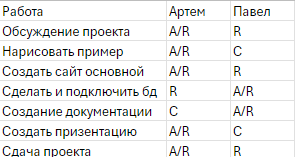 Работа Артем Павел
Обсуждение проекта A/R R
Нарисовать пример A/R C
Создать сайт основной A/R R
Сделать и подключить бд R A/R
Создание документации C A/R
Создать призентацию A/R C
Сдача проекта A/R R